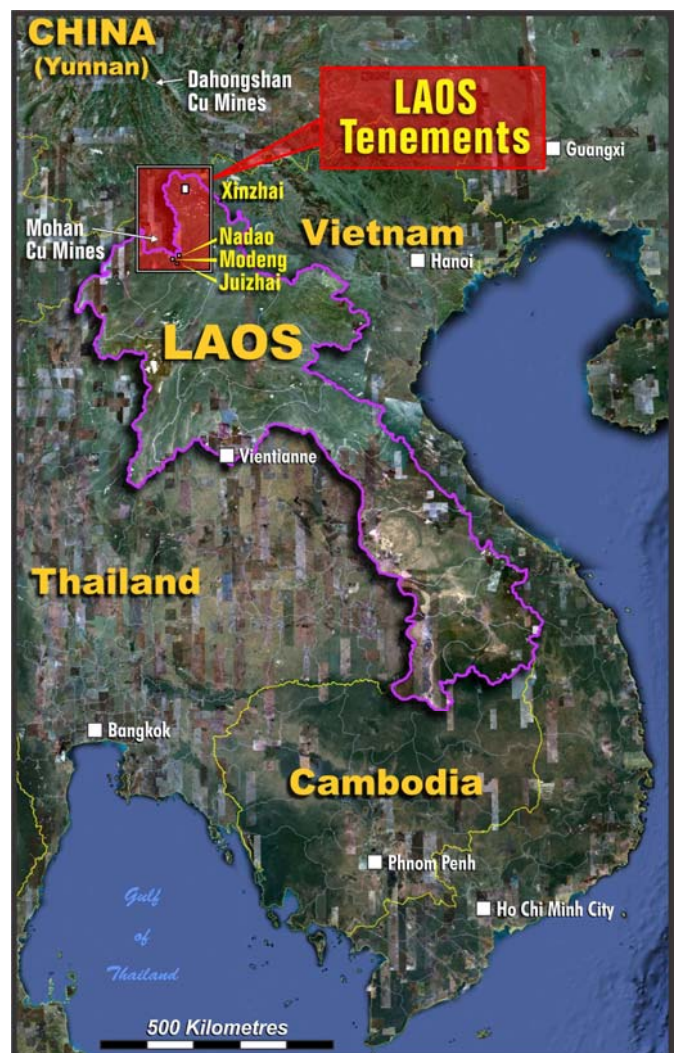 CHINA
(Yunnan)
Dahongshan
Cu Mines
LAOS
Tenements
Guangxi
Xinzhai
Mohan
Cu Mines
Nadao
Modeng
Juizhai
Vietnam
Hanoi
LAOS
Vientianne
Thailand
Bangkok
Cambodia
Phnom Penh
Ho Chi Minh City
Gulf
of
Thailand
500 Kilometres